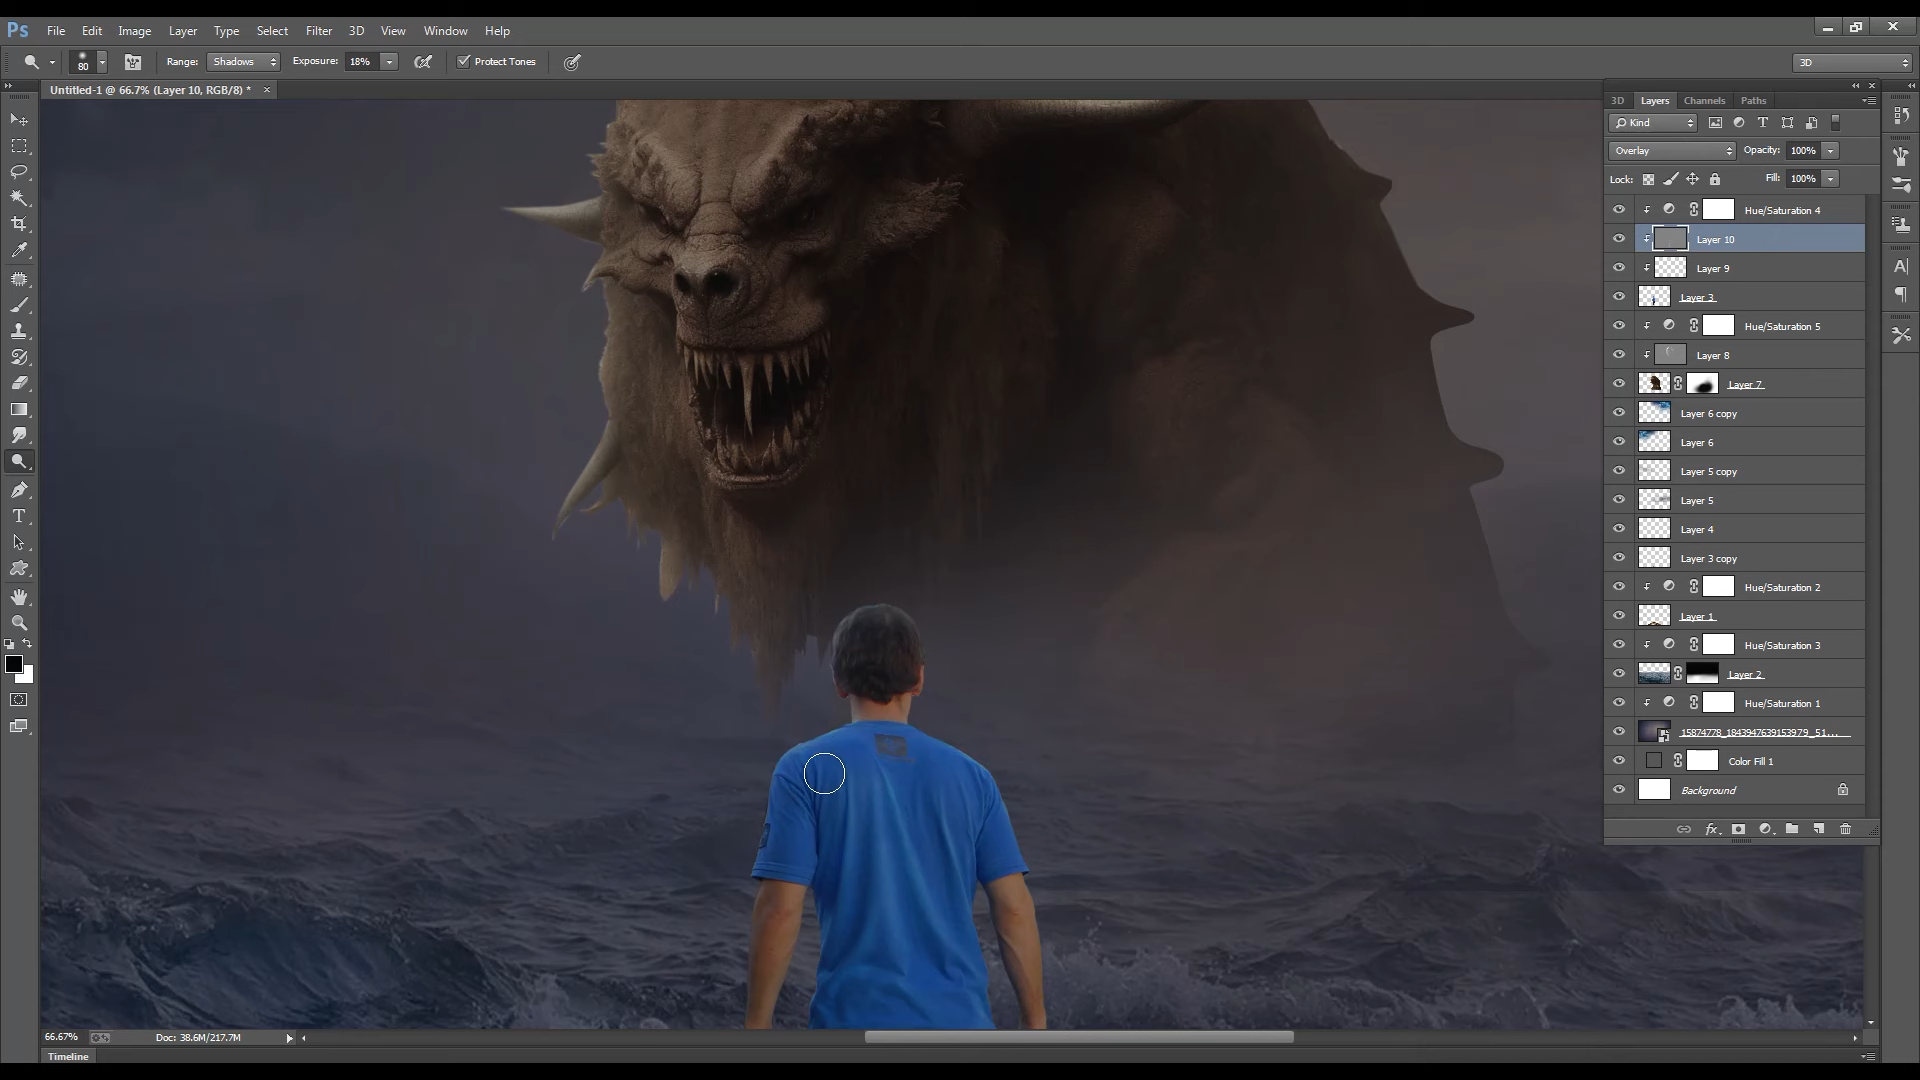 Ps File Edit Image Layer Type Select Filter 3D View Window Help
80 Range: Shadows Exposure: 18% Protect Tones 3D
Untitled-1 @ 66.7% (Layer 10, RGB/8) * ×
3D Layers Channels Paths
Kind
Overlay Opacity: 100%
Lock: Fill: 100%
Hue/Saturation 4
Layer 10
Layer 9
Layer 3
Hue/Saturation 5
Layer 8
Layer 7
Layer 6 copy
Layer 6
Layer 5 copy
Layer 5
Layer 4
Layer 3 copy
Hue/Saturation 2
Layer 1
Hue/Saturation 3
Layer 2
Hue/Saturation 1
15874778_1843947639153979_51...
Color Fill 1
Background
fx
66.67% Doc: 38.6M/217.7M
Timeline